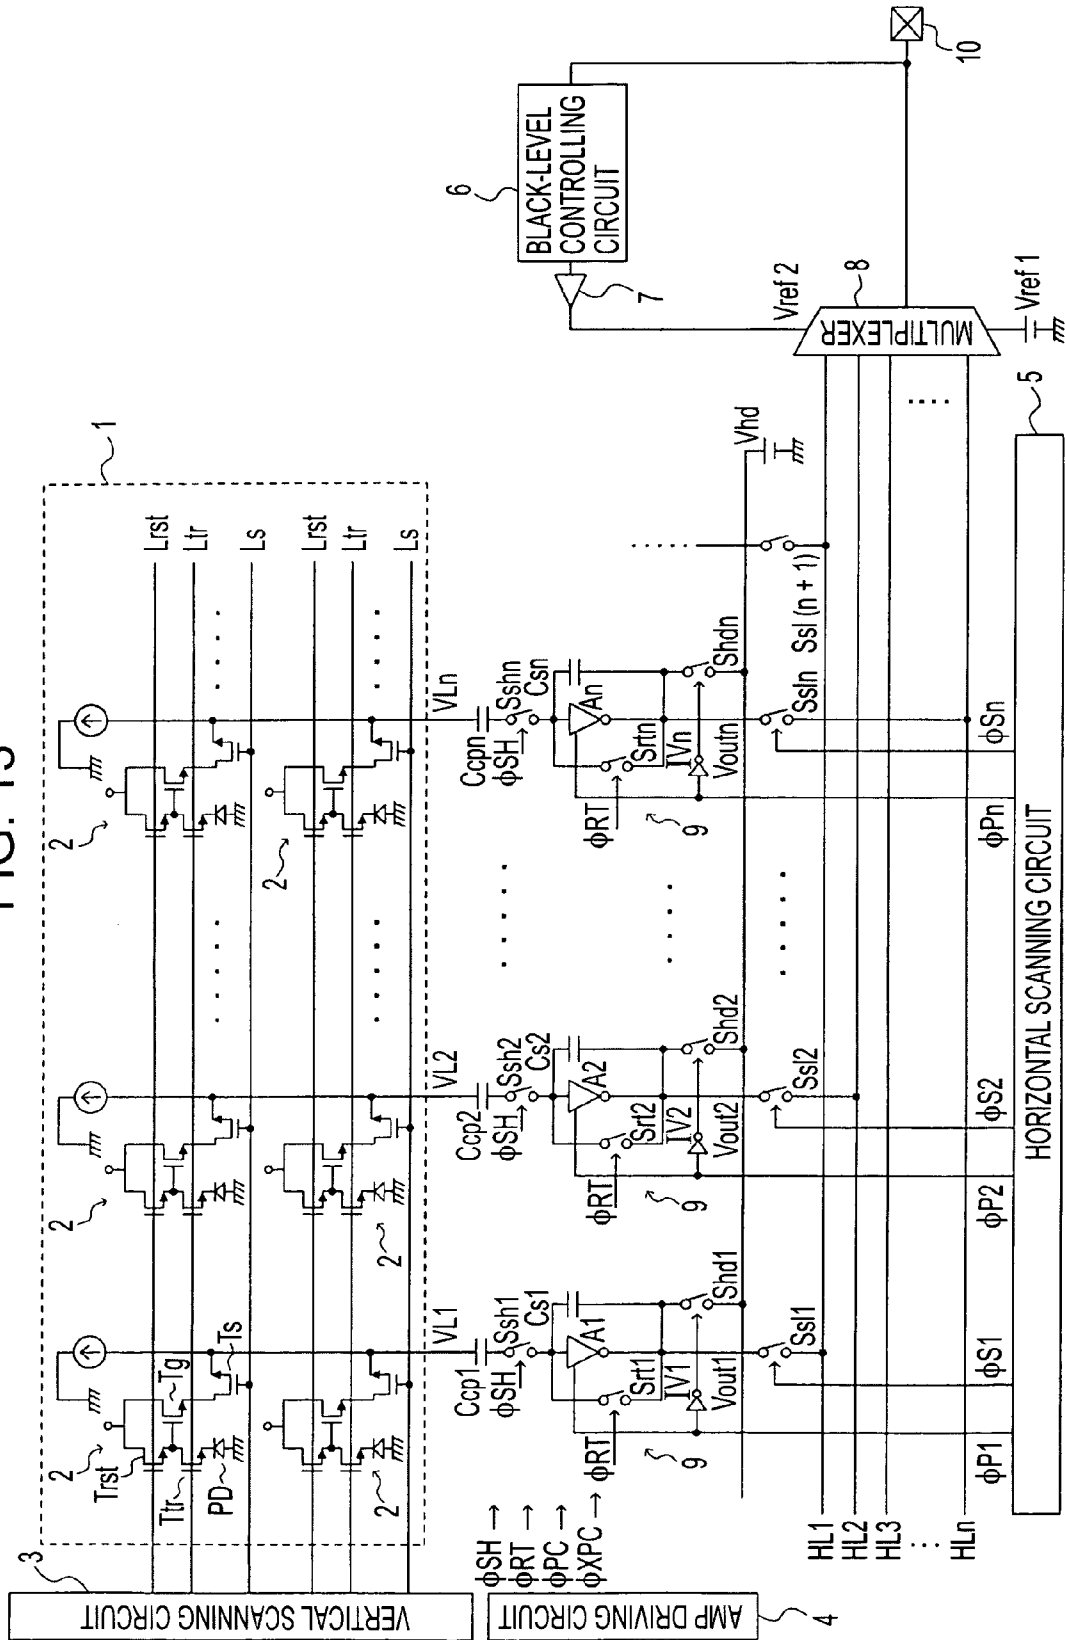 FIG. 13
1
2
2
2
Trst
Tg
Ttr
PD
Ts
2
2
2
Lrst
Ltr
Ls
Lrst
Ltr
Ls
3
VERTICAL SCANNING CIRCUIT
VL1
VL2
VLn
ϕSH →
ϕRT →
ϕPC →
ϕXPC →
AMP DRIVING CIRCUIT
4
Ccp1
ϕSH
Ssh1
Cs1
A1
Srt1
ϕRT
IV1
Vout1
Shd1
9
Ssl1
Ccp2
ϕSH
Ssh2
Cs2
A2
Srt2
ϕRT
IV2
Vout2
Shd2
9
Ssl2
Ccpn
ϕSH
Sshn
Csn
An
Srtn
ϕRT
IVn
Voutn
Shdn
9
Ssln
Ssl (n + 1)
Vhd
HL1
HL2
HL3
HLn
ϕP1
ϕS1
ϕP2
ϕS2
ϕPn
ϕSn
HORIZONTAL SCANNING CIRCUIT
5
6
BLACK-LEVEL
CONTROLLING
CIRCUIT
7
Vref 2
8
MULTIPLEXER
Vref 1
10